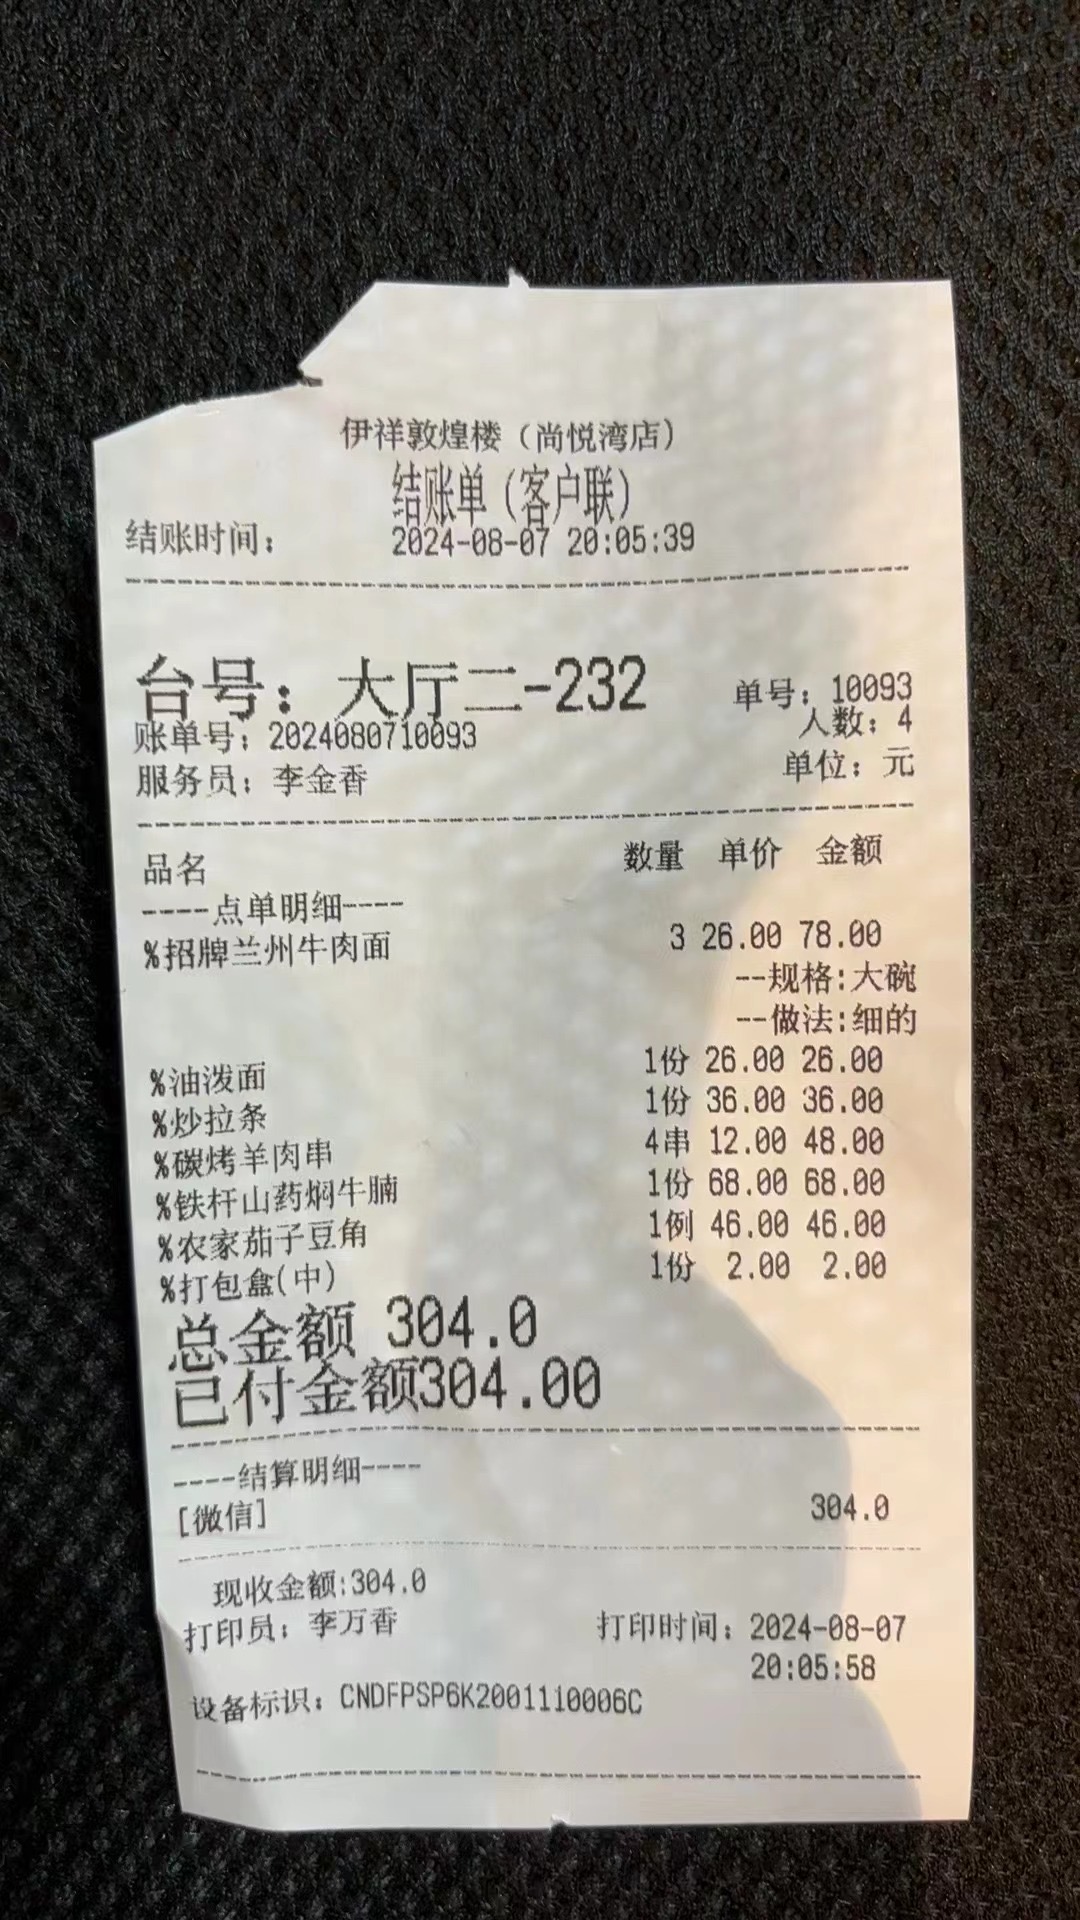 伊祥敦煌楼（尚悦湾店）
结账单（客户联）
结账时间： 2024-08-07 20:05:39
台号：大厅二-232 单号：10093
账单号：2024080710093 人数：4
服务员：李金香 单位：元
品名 数量 单价 金额
----点单明细----
%招牌兰州牛肉面 3 26.00 78.00
--规格:大碗
--做法:细的
%油泼面 1份 26.00 26.00
%炒拉条 1份 36.00 36.00
%碳烤羊肉串 4串 12.00 48.00
%铁杆山药焖牛腩 1份 68.00 68.00
%农家茄子豆角 1例 46.00 46.00
%打包盒(中) 1份 2.00 2.00
总金额 304.0
已付金额304.00
----结算明细----
[微信] 304.0
现收金额:304.0
打印员：李万香 打印时间：2024-08-07
20:05:58
设备标识：CNDFPSP6K2001110006C